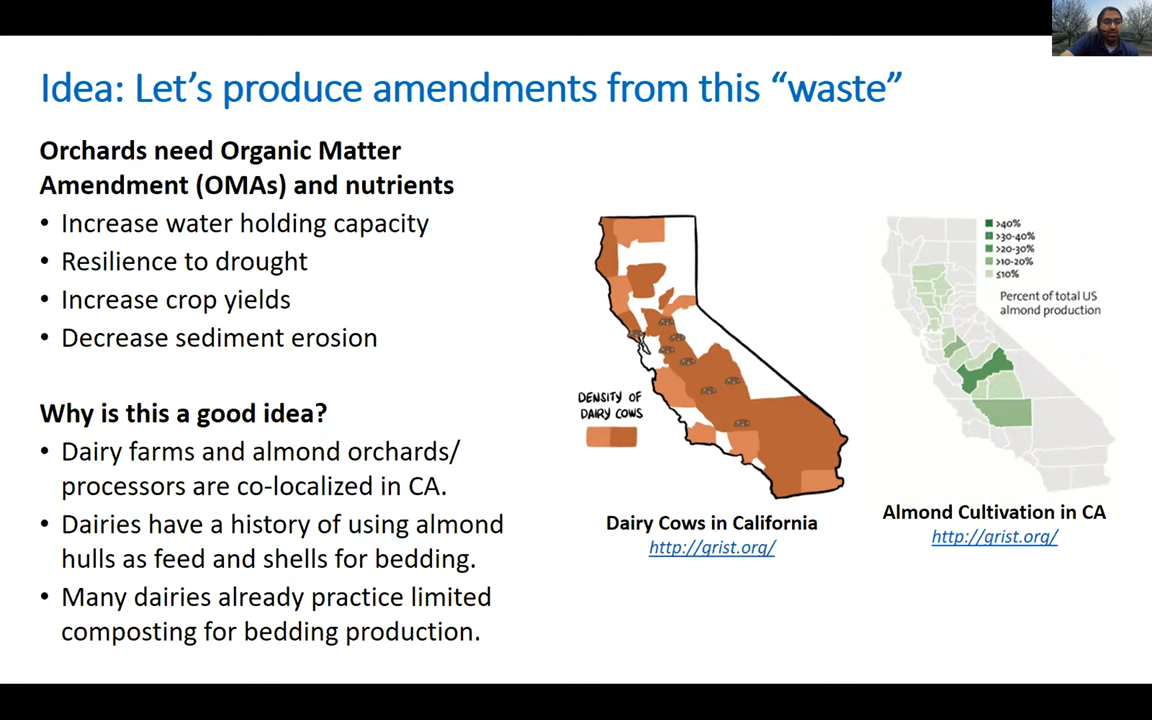 Idea: Let's produce amendments from this “waste”
Orchards need Organic Matter
Amendment (OMAs) and nutrients
• Increase water holding capacity
• Resilience to drought
• Increase crop yields
• Decrease sediment erosion
Why is this a good idea?
• Dairy farms and almond orchards/
processors are co-localized in CA.
• Dairies have a history of using almond
hulls as feed and shells for bedding.
• Many dairies already practice limited
composting for bedding production.
DENSITY OF
DAIRY COWS
Dairy Cows in California
http://grist.org/
>40%
>30-40%
>20-30%
>10-20%
≤10%
Percent of total US
almond production
Almond Cultivation in CA
http://grist.org/